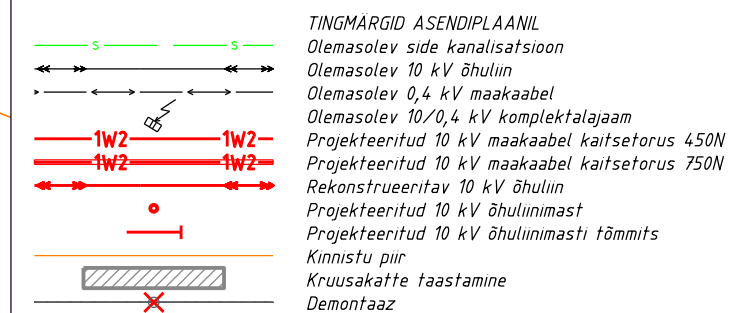 TINGMÄRGID ASENDIPLAANIL
S S Olemasolev side kanalisatsioon
Olemasolev 10 kV õhuliin
Olemasolev 0,4 kV maakaabel
Olemasolev 10/0,4 kV komplektalajaam
1W2 1W2 Projekteeritud 10 kV maakaabel kaitsetorus 450N
1W2 1W2 Projekteeritud 10 kV maakaabel kaitsetorus 750N
Rekonstrueeritav 10 kV õhuliin
Projekteeritud 10 kV õhuliinimast
Projekteeritud 10 kV õhuliinimasti tõmmits
Kinnistu piir
Kruusakatte taastamine
Demontaaz